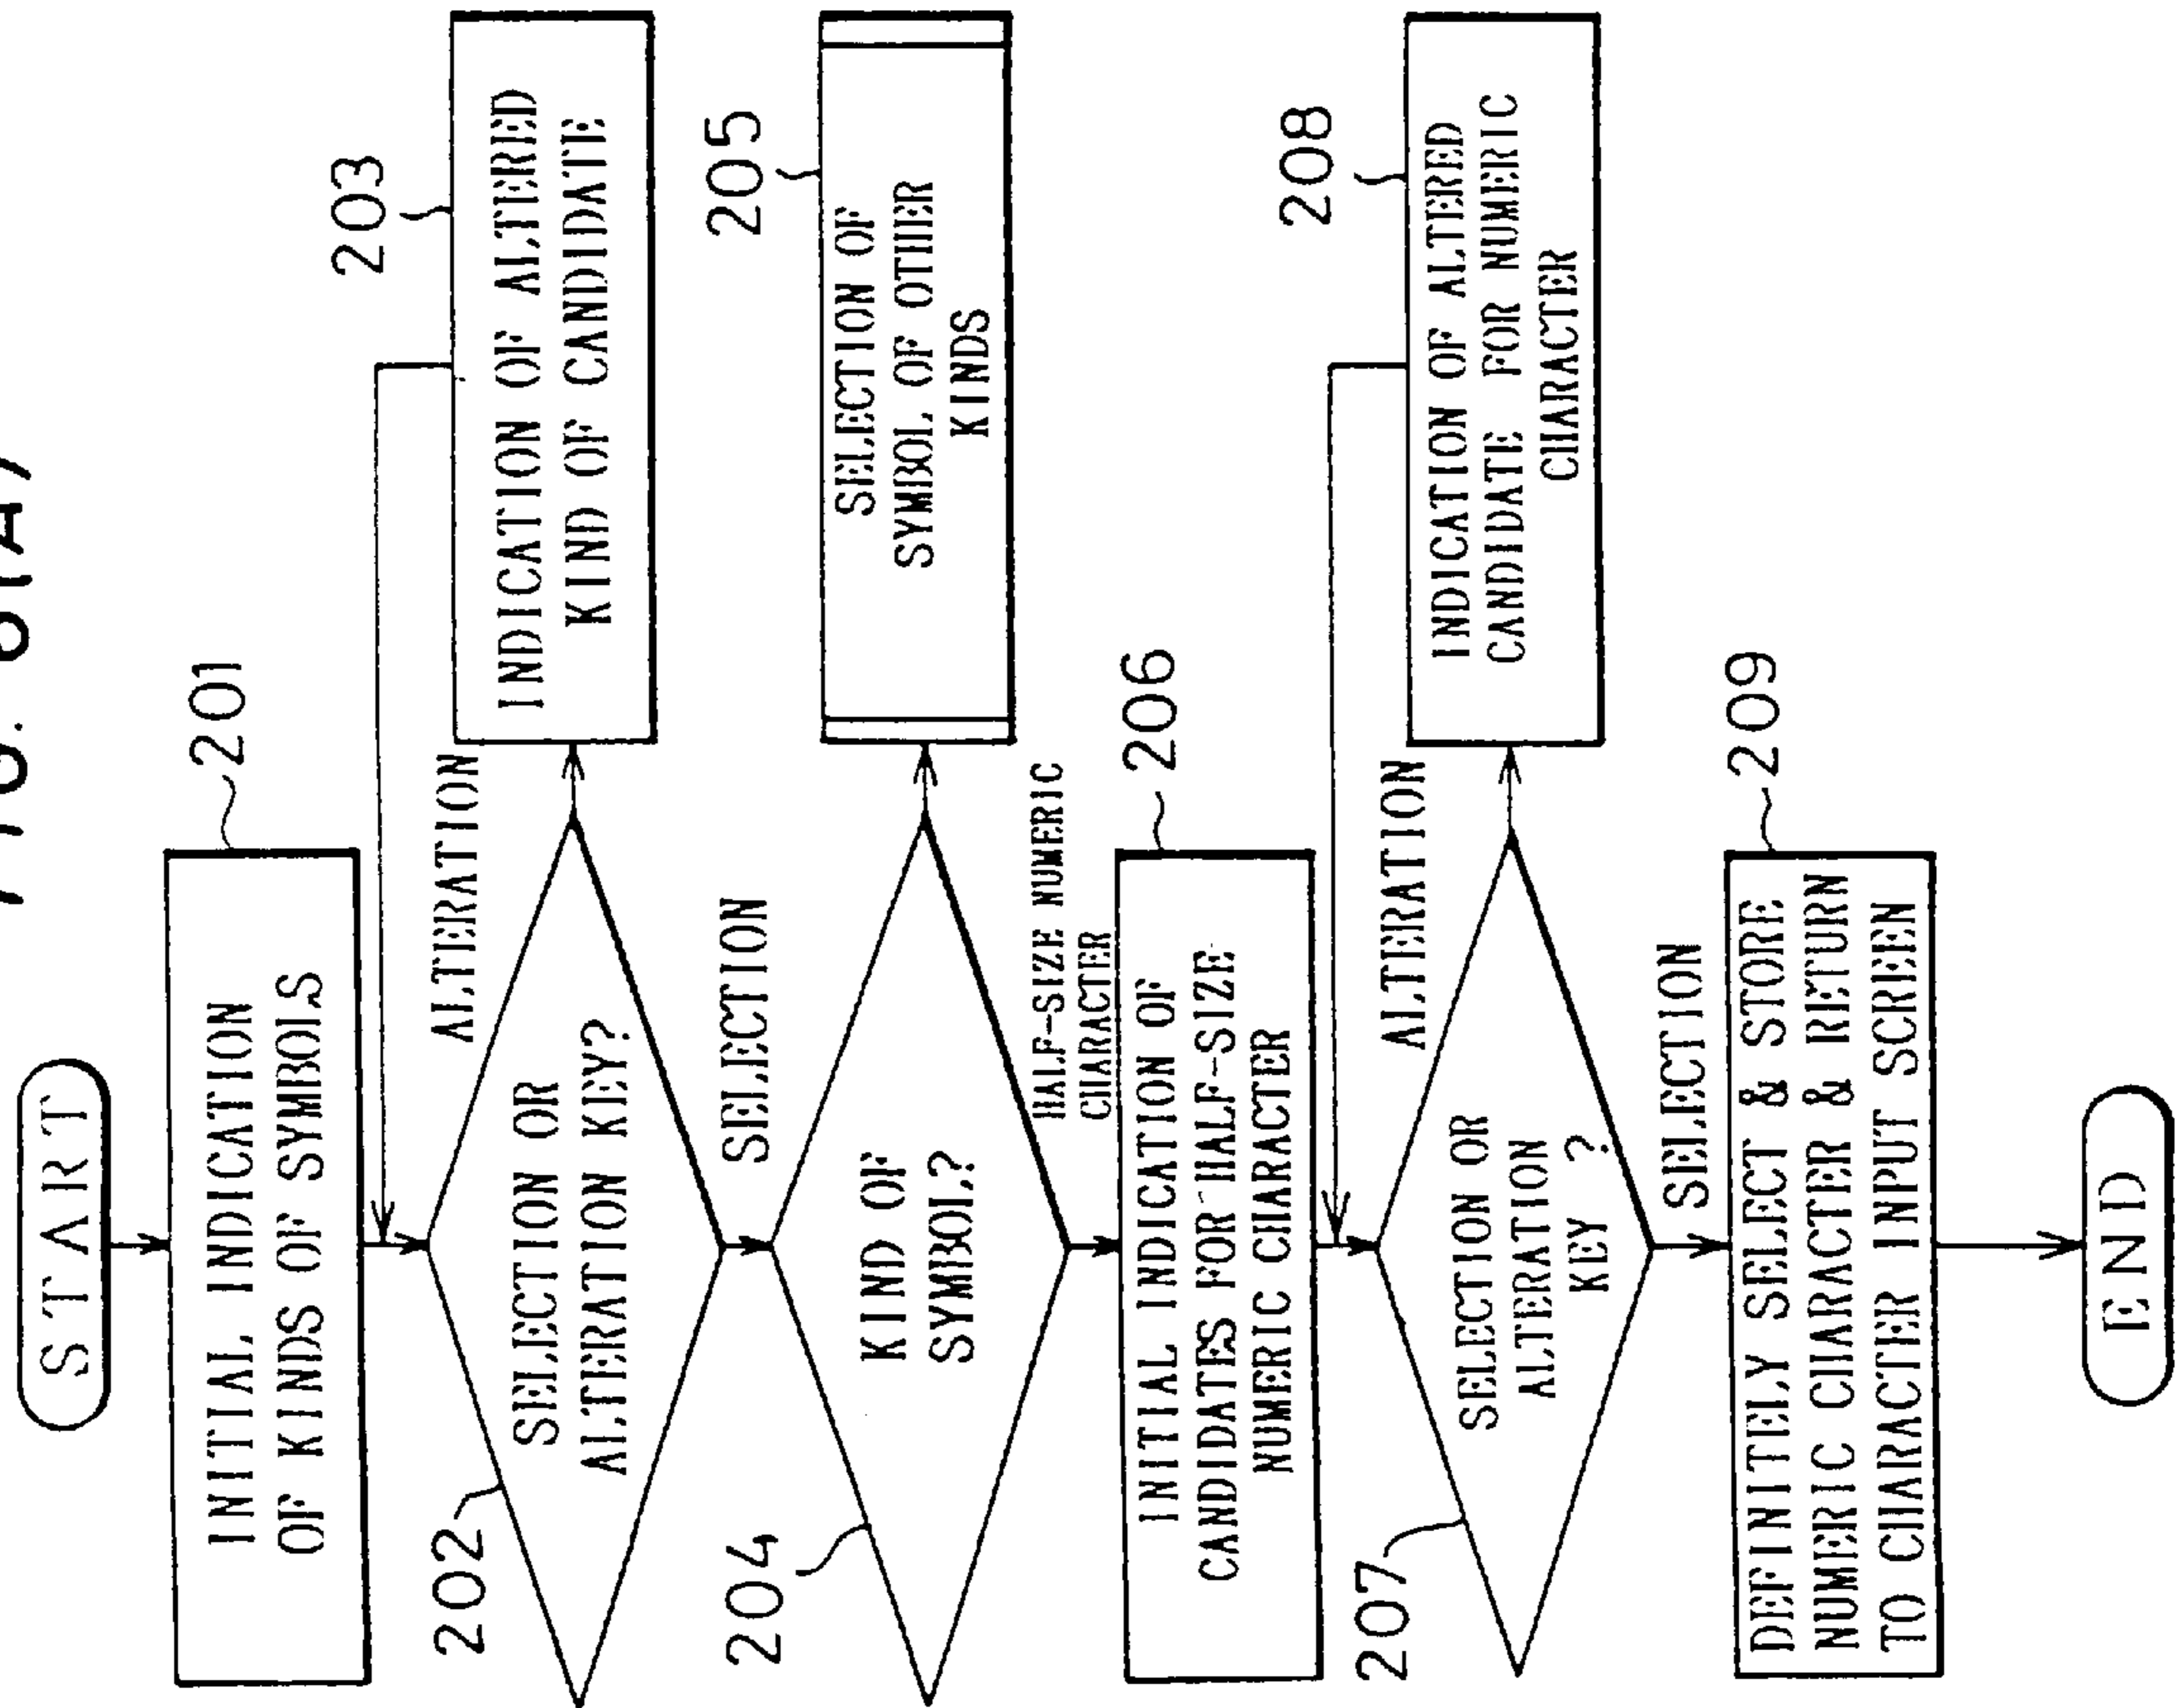 START
201
INITIAL INDICATION
OF KINDS OF SYMBOLS
202
SELECTION OR
ALTERATION KEY?
ALTERATION
203
INDICATION OF ALTERED
KIND OF CANDIDATE
SELECTION
204
KIND OF
SYMBOL?
205
SELECTION OF
SYMBOL OF OTHER
KINDS
HALF-SIZE NUMERIC
CHARACTER
206
INITIAL INDICATION OF
CANDIDATES FOR HALF-SIZE
NUMERIC CHARACTER
207
SELECTION OR
ALTERATION
KEY ?
ALTERATION
208
INDICATION OF ALTERED
CANDIDATE FOR NUMERIC
CHARACTER
SELECTION
209
DEFINITELY SELECT & STORE
NUMERIC CHARACTER & RETURN
TO CHARACTER INPUT SCREEN
END